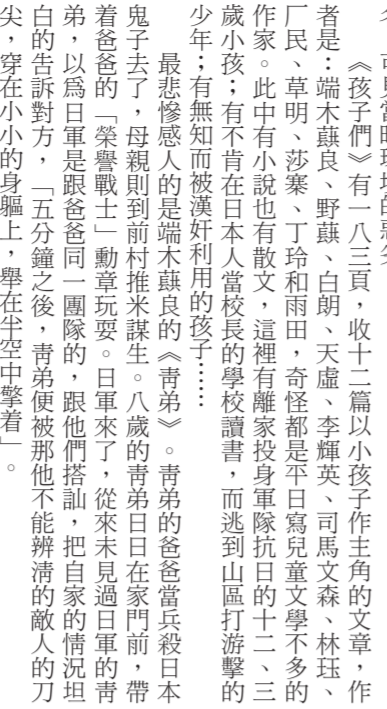 《孩子們》有一八三頁，收十二篇以小孩子作主角的文章，作
者是：端木蕻良、野蕻、白朗、天虛、李輝英、司馬文森、林珏、
厂民、草明、莎寨、丁玲和雨田，奇怪都是平日寫兒童文學不多的
作家。此中有小說也有散文，這裡有離家投身軍隊抗日的十二、三
歲小孩；有不肯在日本人當校長的學校讀書，而逃到山區打游擊的
少年；有無知而被漢奸利用的孩子……
最悲慘感人的是端木蕻良的《青弟》。青弟的爸爸當兵殺日本
鬼子去了，母親則到前村推米謀生。八歲的青弟日日在家門前，帶
着爸爸的「榮譽戰士」勳章玩耍。日軍來了，從來未見過日軍的青
弟，以爲日軍是跟爸爸同一團隊的，跟他們搭訕，把自家的情況坦
白的告訴對方，「五分鐘之後，青弟便被那他不能辨清的敵人的刀
尖，穿在小小的身軀上，舉在半空中擎着」。